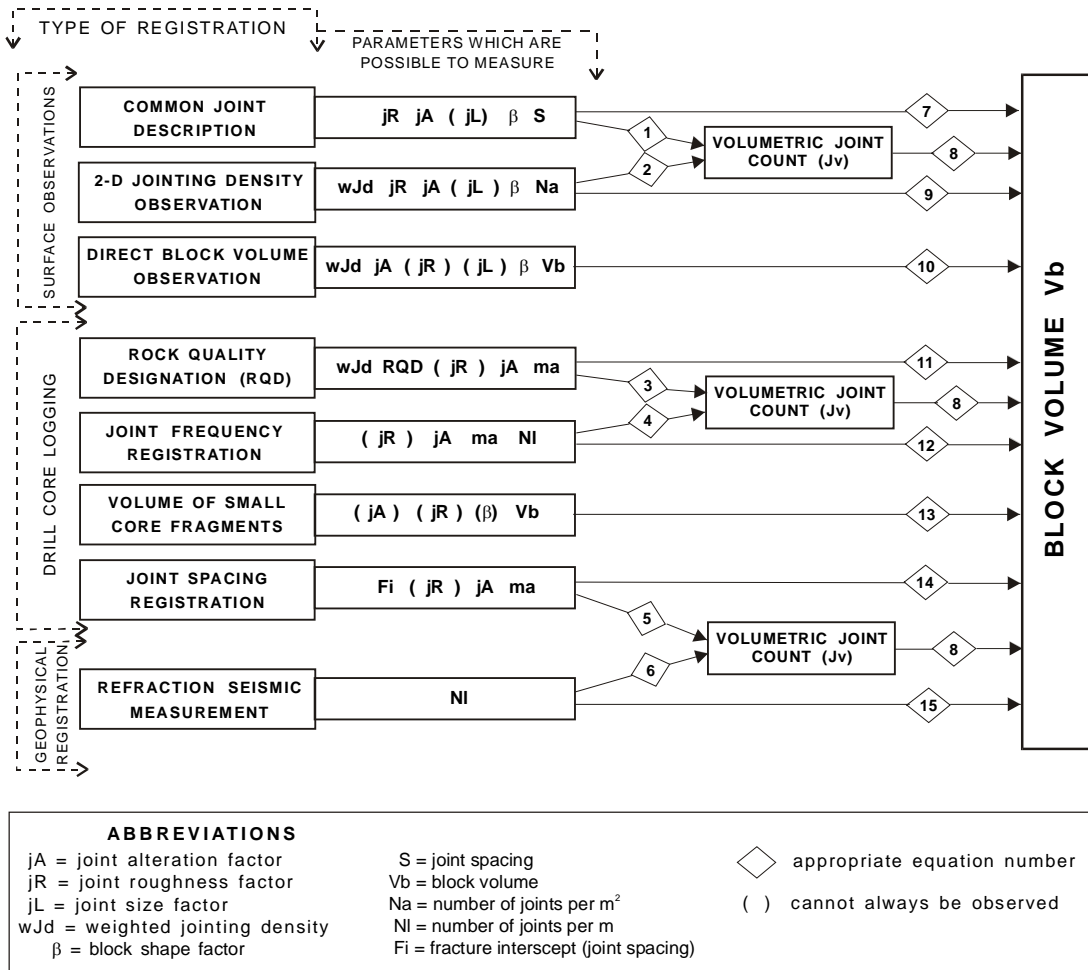 TYPE OF REGISTRATION
PARAMETERS WHICH ARE
POSSIBLE TO MEASURE
SURFACE OBSERVATIONS
COMMON JOINT
DESCRIPTION
jR jA ( jL) β S
7
1
VOLUMETRIC JOINT
COUNT (Jv)
8
2
2-D JOINTING DENSITY
OBSERVATION
wJd jR jA ( jL ) β Na
9
DIRECT BLOCK VOLUME
OBSERVATION
wJd jA ( jR ) ( jL ) β Vb
10
DRILL CORE LOGGING
ROCK QUALITY
DESIGNATION (RQD)
wJd RQD ( jR ) jA ma
11
3
VOLUMETRIC JOINT
COUNT (Jv)
8
4
JOINT FREQUENCY
REGISTRATION
( jR ) jA ma Nl
12
VOLUME OF SMALL
CORE FRAGMENTS
( jA ) ( jR ) (β) Vb
13
JOINT SPACING
REGISTRATION
Fi ( jR ) jA ma
14
5
VOLUMETRIC JOINT
COUNT (Jv)
8
6
GEOPHYSICAL
REGISTRATION
REFRACTION SEISMIC
MEASUREMENT
Nl
15
BLOCK VOLUME Vb
ABBREVIATIONS
jA = joint alteration factor
jR = joint roughness factor
jL = joint size factor
wJd = weighted jointing density
β = block shape factor
S = joint spacing
Vb = block volume
Na = number of joints per m²
Nl = number of joints per m
Fi = fracture interscept (joint spacing)
appropriate equation number
( ) cannot always be observed